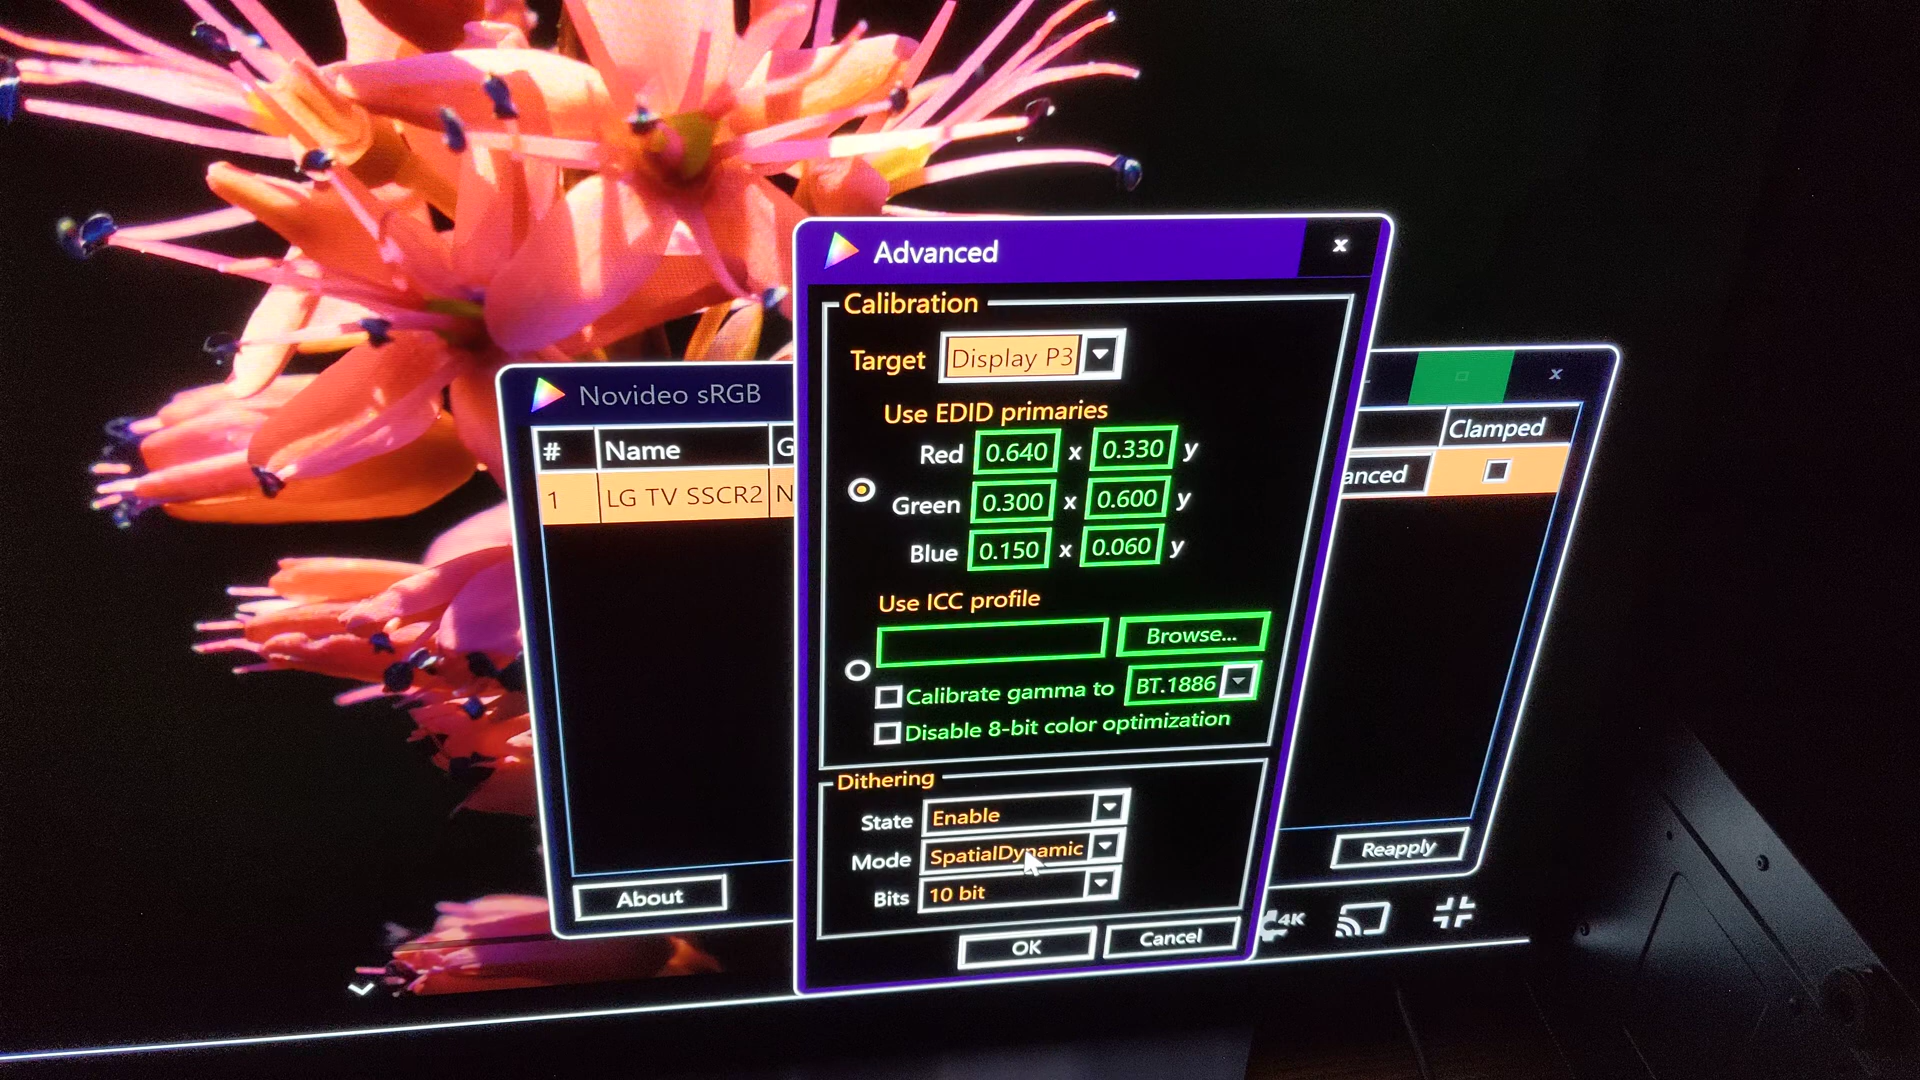 Advanced
x
Calibration
Target Display P3
Use EDID primaries
Red 0.640 x 0.330 y
Green 0.300 x 0.600 y
Blue 0.150 x 0.060 y
Use ICC profile
Browse...
Calibrate gamma to BT.1886
Disable 8-bit color optimization
Dithering
State Enable
Mode SpatialDynamic
Bits 10 bit
OK Cancel
Novideo sRGB
x
# Name G Clamped
1 LG TV SSCR2 N anced
About Reapply
4K